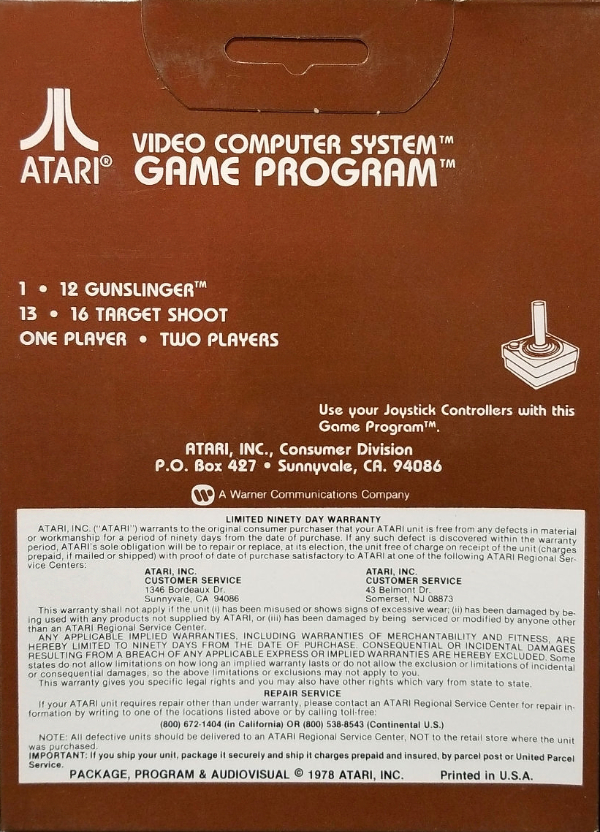 VIDEO COMPUTER SYSTEM™
ATARI® GAME PROGRAM™
1 • 12 GUNSLINGER™
13 • 16 TARGET SHOOT
ONE PLAYER • TWO PLAYERS
Use your Joystick Controllers with this
Game Program™.
ATARI, INC., Consumer Division
P.O. Box 427 • Sunnyvale, CA. 94086
A Warner Communications Company
LIMITED NINETY DAY WARRANTY
ATARI, INC. ("ATARI") warrants to the original consumer purchaser that your ATARI unit is free from any defects in material
or workmanship for a period of ninety days from the date of purchase. If any such defect is discovered within the warranty
period, ATARI's sole obligation will be to repair or replace, at its election, the unit free of charge on receipt of the unit (charges
prepaid, if mailed or shipped) with proof of date of purchase satisfactory to ATARI at one of the following ATARI Regional Ser-
vice Centers:
ATARI, INC. ATARI, INC.
CUSTOMER SERVICE CUSTOMER SERVICE
1346 Bordeaux Dr. 43 Belmont Dr.
Sunnyvale, CA 94086 Somerset, NJ 08873
This warranty shall not apply if the unit (i) has been misused or shows signs of excessive wear; (ii) has been damaged by be-
ing used with any products not supplied by ATARI, or (iii) has been damaged by being serviced or modified by anyone other
than an ATARI Regional Service Center.
ANY APPLICABLE IMPLIED WARRANTIES, INCLUDING WARRANTIES OF MERCHANTABILITY AND FITNESS, ARE
HEREBY LIMITED TO NINETY DAYS FROM THE DATE OF PURCHASE. CONSEQUENTIAL OR INCIDENTAL DAMAGES
RESULTING FROM A BREACH OF ANY APPLICABLE EXPRESS OR IMPLIED WARRANTIES ARE HEREBY EXCLUDED. Some
states do not allow limitations on how long an implied warranty lasts or do not allow the exclusion or limitations of incidental
or consequential damages, so the above limitations or exclusions may not apply to you.
This warranty gives you specific legal rights and you may also have other rights which vary from state to state.
REPAIR SERVICE
If your ATARI unit requires repair other than under warranty, please contact an ATARI Regional Service Center for repair in-
formation by writing to one of the locations listed above or by calling toll-free:
(800) 672-1404 (in California) OR (800) 538-8543 (Continental U.S.)
NOTE: All defective units should be delivered to an ATARI Regional Service Center, NOT to the retail store where the unit
was purchased.
IMPORTANT: If you ship your unit, package it securely and ship it charges prepaid and insured, by parcel post or United Parcel
Service.
PACKAGE, PROGRAM & AUDIOVISUAL © 1978 ATARI, INC. Printed in U.S.A.